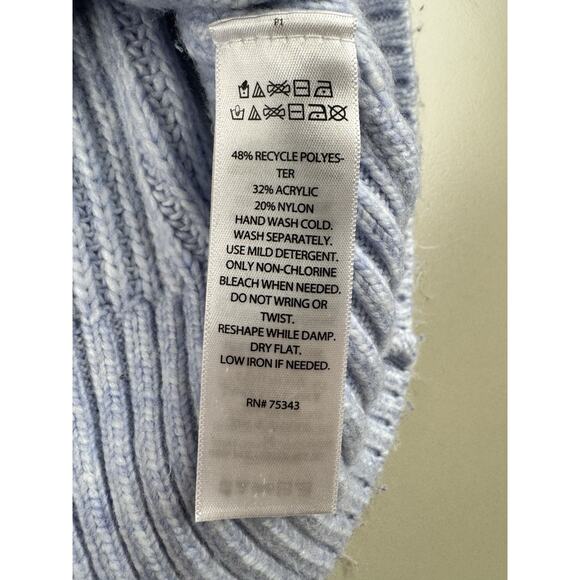 48% RECYCLE POLYES-
TER
32% ACRYLIC
20% NYLON
HAND WASH COLD.
WASH SEPARATELY.
USE MILD DETERGENT.
ONLY NON-CHLORINE
BLEACH WHEN NEEDED.
DO NOT WRING OR
TWIST.
RESHAPE WHILE DAMP.
DRY FLAT.
LOW IRON IF NEEDED.
RN# 75343